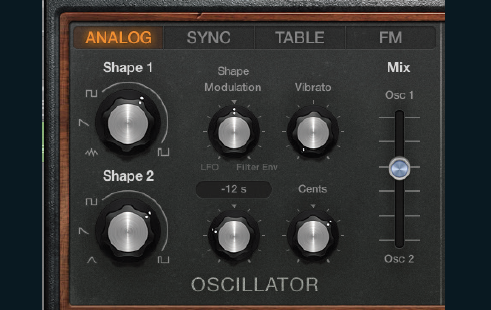 ANALOG SYNC TABLE FM
Shape 1
Shape
Modulation
Vibrato
Mix
Osc 1
LFO Filter Env
Shape 2
-12 s
Cents
Osc 2
OSCILLATOR